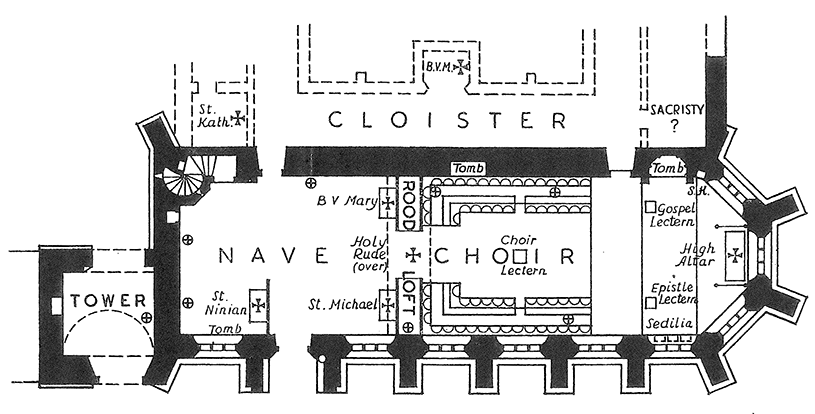 B.V.M.
St.
Kath.
CLOISTER
SACRISTY
?
Tomb
Tomb
S.H.
B V Mary
ROOD
LOFT
Gospel
Lectern
NAVE
Holy
Rude
(over)
CHOIR
Choir
Lectern
High
Altar
TOWER
St.
Ninian
St. Michael
Epistle
Lectern
Tomb
Sedilia